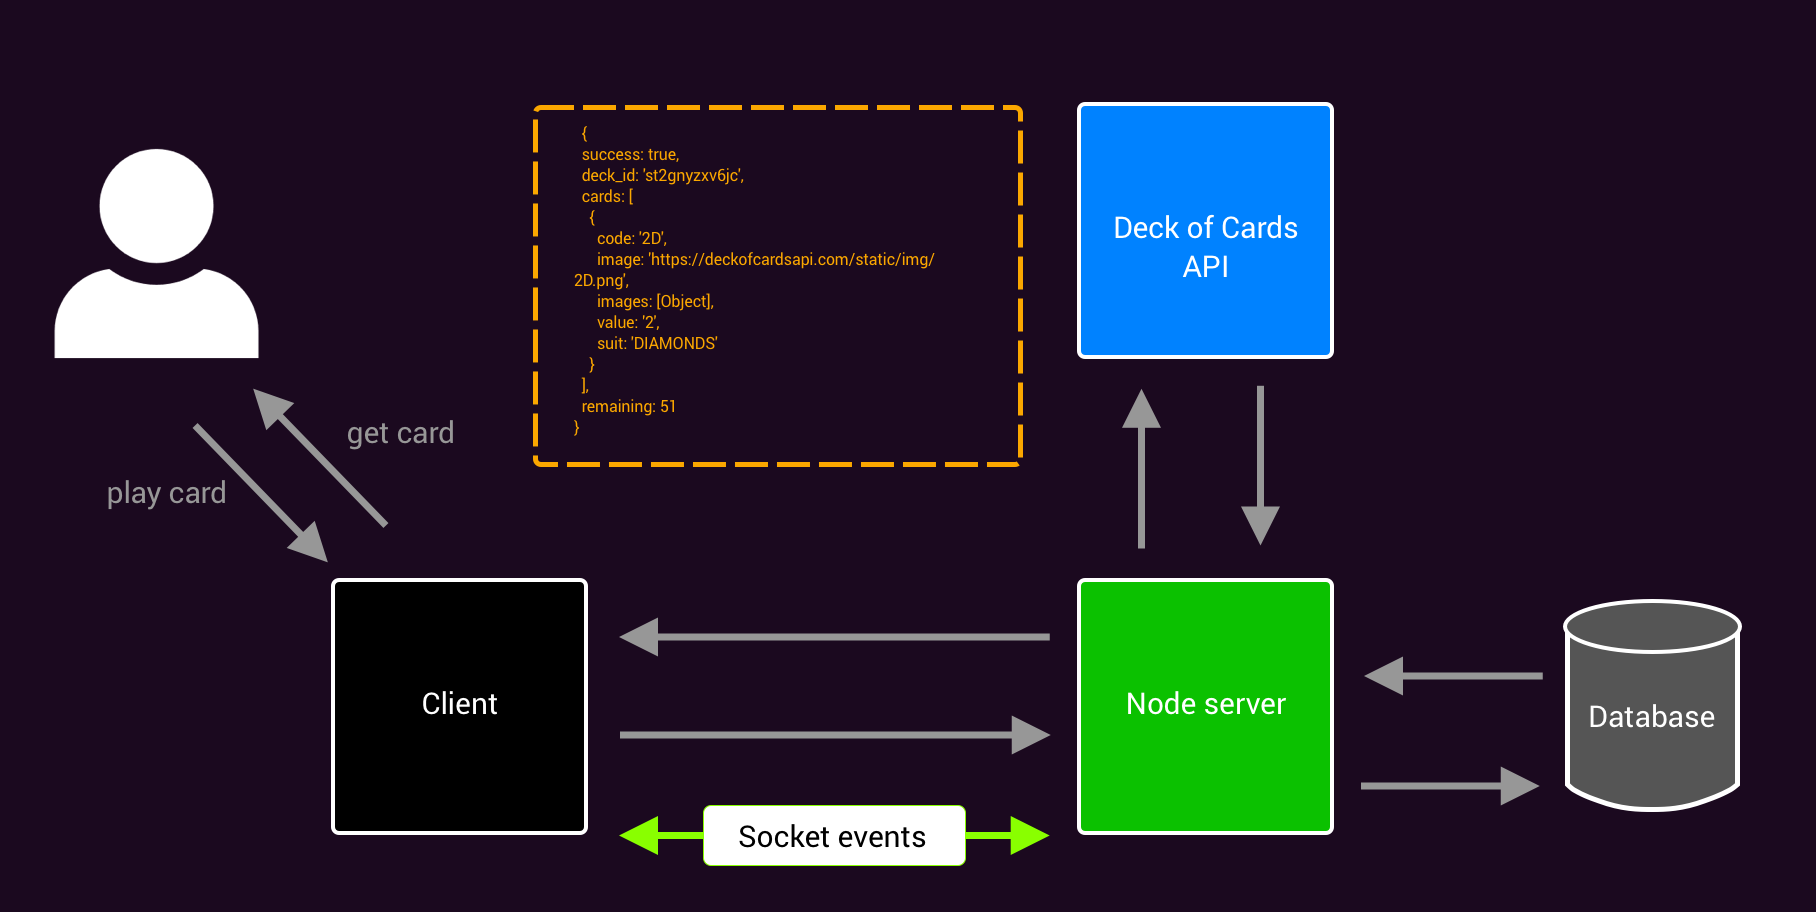 {
success: true,
deck_id: 'st2gnyzxv6jc',
cards: [
{
code: '2D',
image: 'https://deckofcardsapi.com/static/img/
2D.png',
images: [Object],
value: '2',
suit: 'DIAMONDS'
}
],
remaining: 51
}
Deck of Cards
API
get card
play card
Client
Node server
Database
Socket events